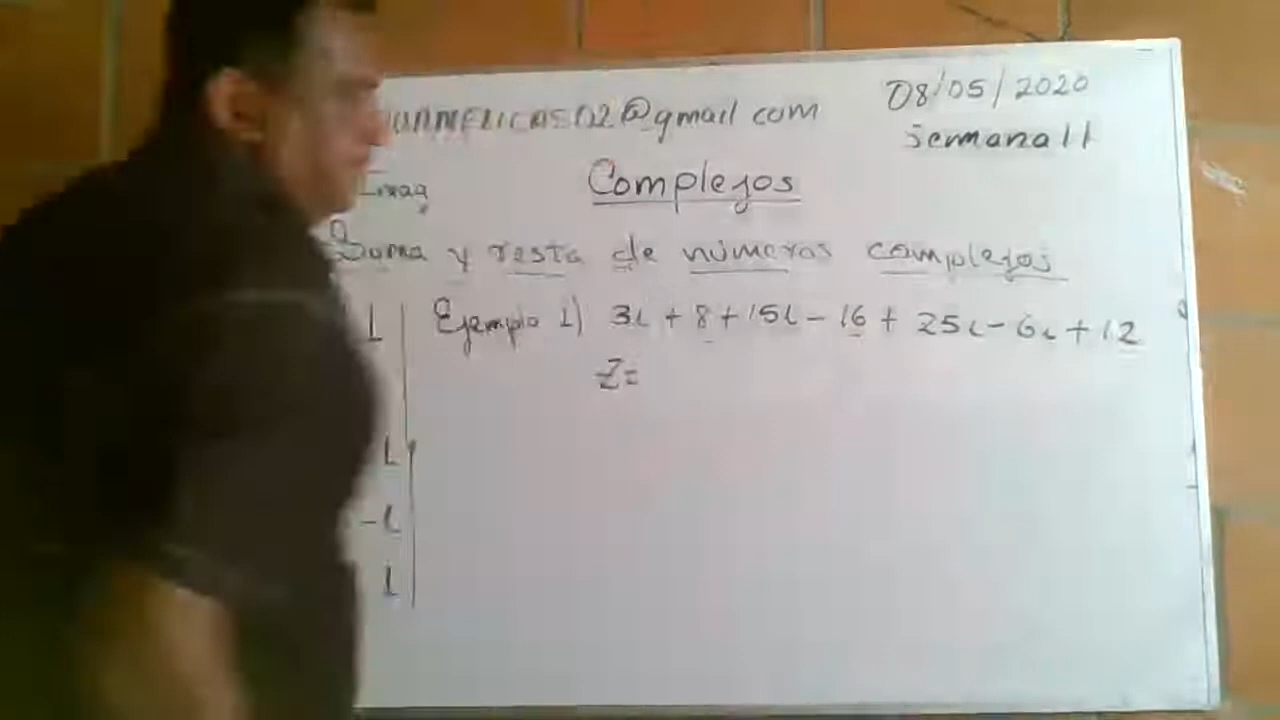 @gmail com
08/05/2020
semana 11
Imag
Complejos
Suma y resta de números complejos
Ejemplo 1) 3i + 8 + 15i - 16 + 25i - 6i + 12
Z=
i
-i